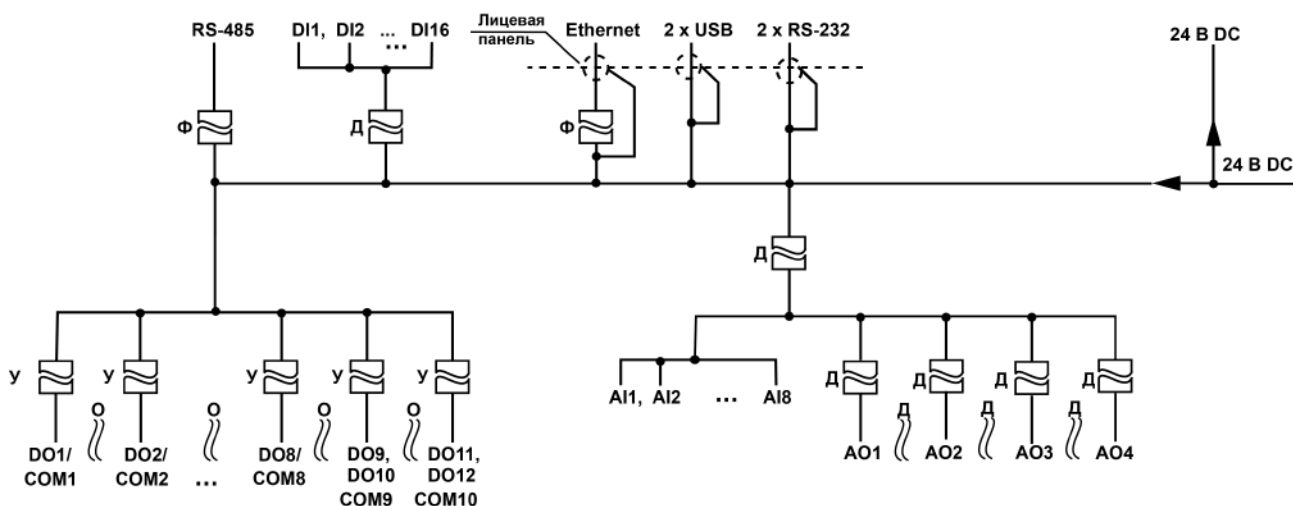 RS-485 DI1, DI2 ... DI16 Лицевая панель Ethernet 2 x USB 2 x RS-232 24 В DC
...
Ф Д Ф
24 В DC
Д
У У У У У Д Д Д Д
О О О О Д Д Д
AI1, AI2 ... AI8
DO1/ DO2/ DO8/ DO9, DO11, AO1 AO2 AO3 AO4
COM1 COM2 ... COM8 DO10 DO12
COM9 COM10